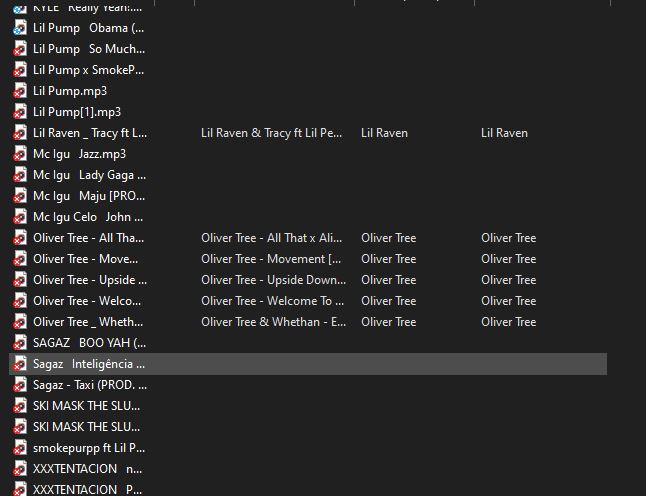 KYLE   Really Yeah!....
Lil Pump   Obama (...
Lil Pump   So Much...
Lil Pump x SmokeP...
Lil Pump.mp3
Lil Pump[1].mp3
Lil Raven _ Tracy ft L... Lil Raven & Tracy ft Lil Pe... Lil Raven Lil Raven
Mc Igu   Jazz.mp3
Mc Igu   Lady Gaga ...
Mc Igu   Maju [PRO...
Mc Igu Celo   John ...
Oliver Tree - All Tha... Oliver Tree - All That x Ali... Oliver Tree Oliver Tree
Oliver Tree - Move... Oliver Tree - Movement [... Oliver Tree Oliver Tree
Oliver Tree - Upside ... Oliver Tree - Upside Down... Oliver Tree Oliver Tree
Oliver Tree - Welco... Oliver Tree - Welcome To ... Oliver Tree Oliver Tree
Oliver Tree _ Wheth... Oliver Tree & Whethan - E... Oliver Tree Oliver Tree
SAGAZ   BOO YAH (...
Sagaz   Inteligência ...
Sagaz - Taxi (PROD. ...
SKI MASK THE SLU...
SKI MASK THE SLU...
smokepurpp ft Lil P...
XXXTENTACION   n...
XXXTENTACION   P...